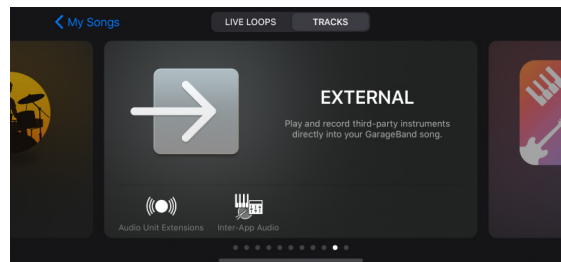 My Songs
LIVE LOOPS
TRACKS
EXTERNAL
Play and record third-party instruments
directly into your GarageBand song.
Audio Unit Extensions
Inter-App Audio